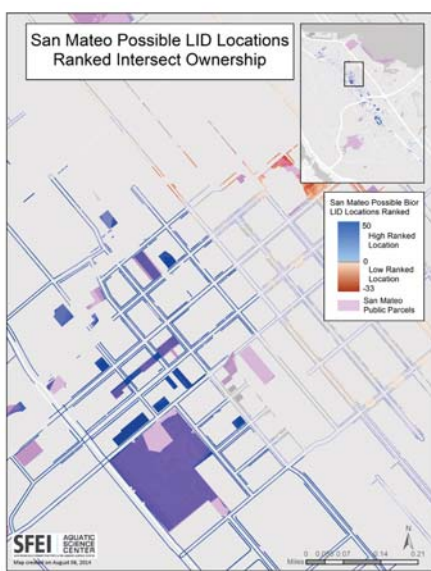 San Mateo Possible LID Locations
Ranked Intersect Ownership
San Mateo Possible Bior
LID Locations Ranked
50
High Ranked
Location
0
Low Ranked
Location
-33
San Mateo
Public Parcels
SFEI
AQUATIC
SCIENCE
CENTER
Map created on August 06, 2014
N
0
0.07
0.14
0.21
Miles